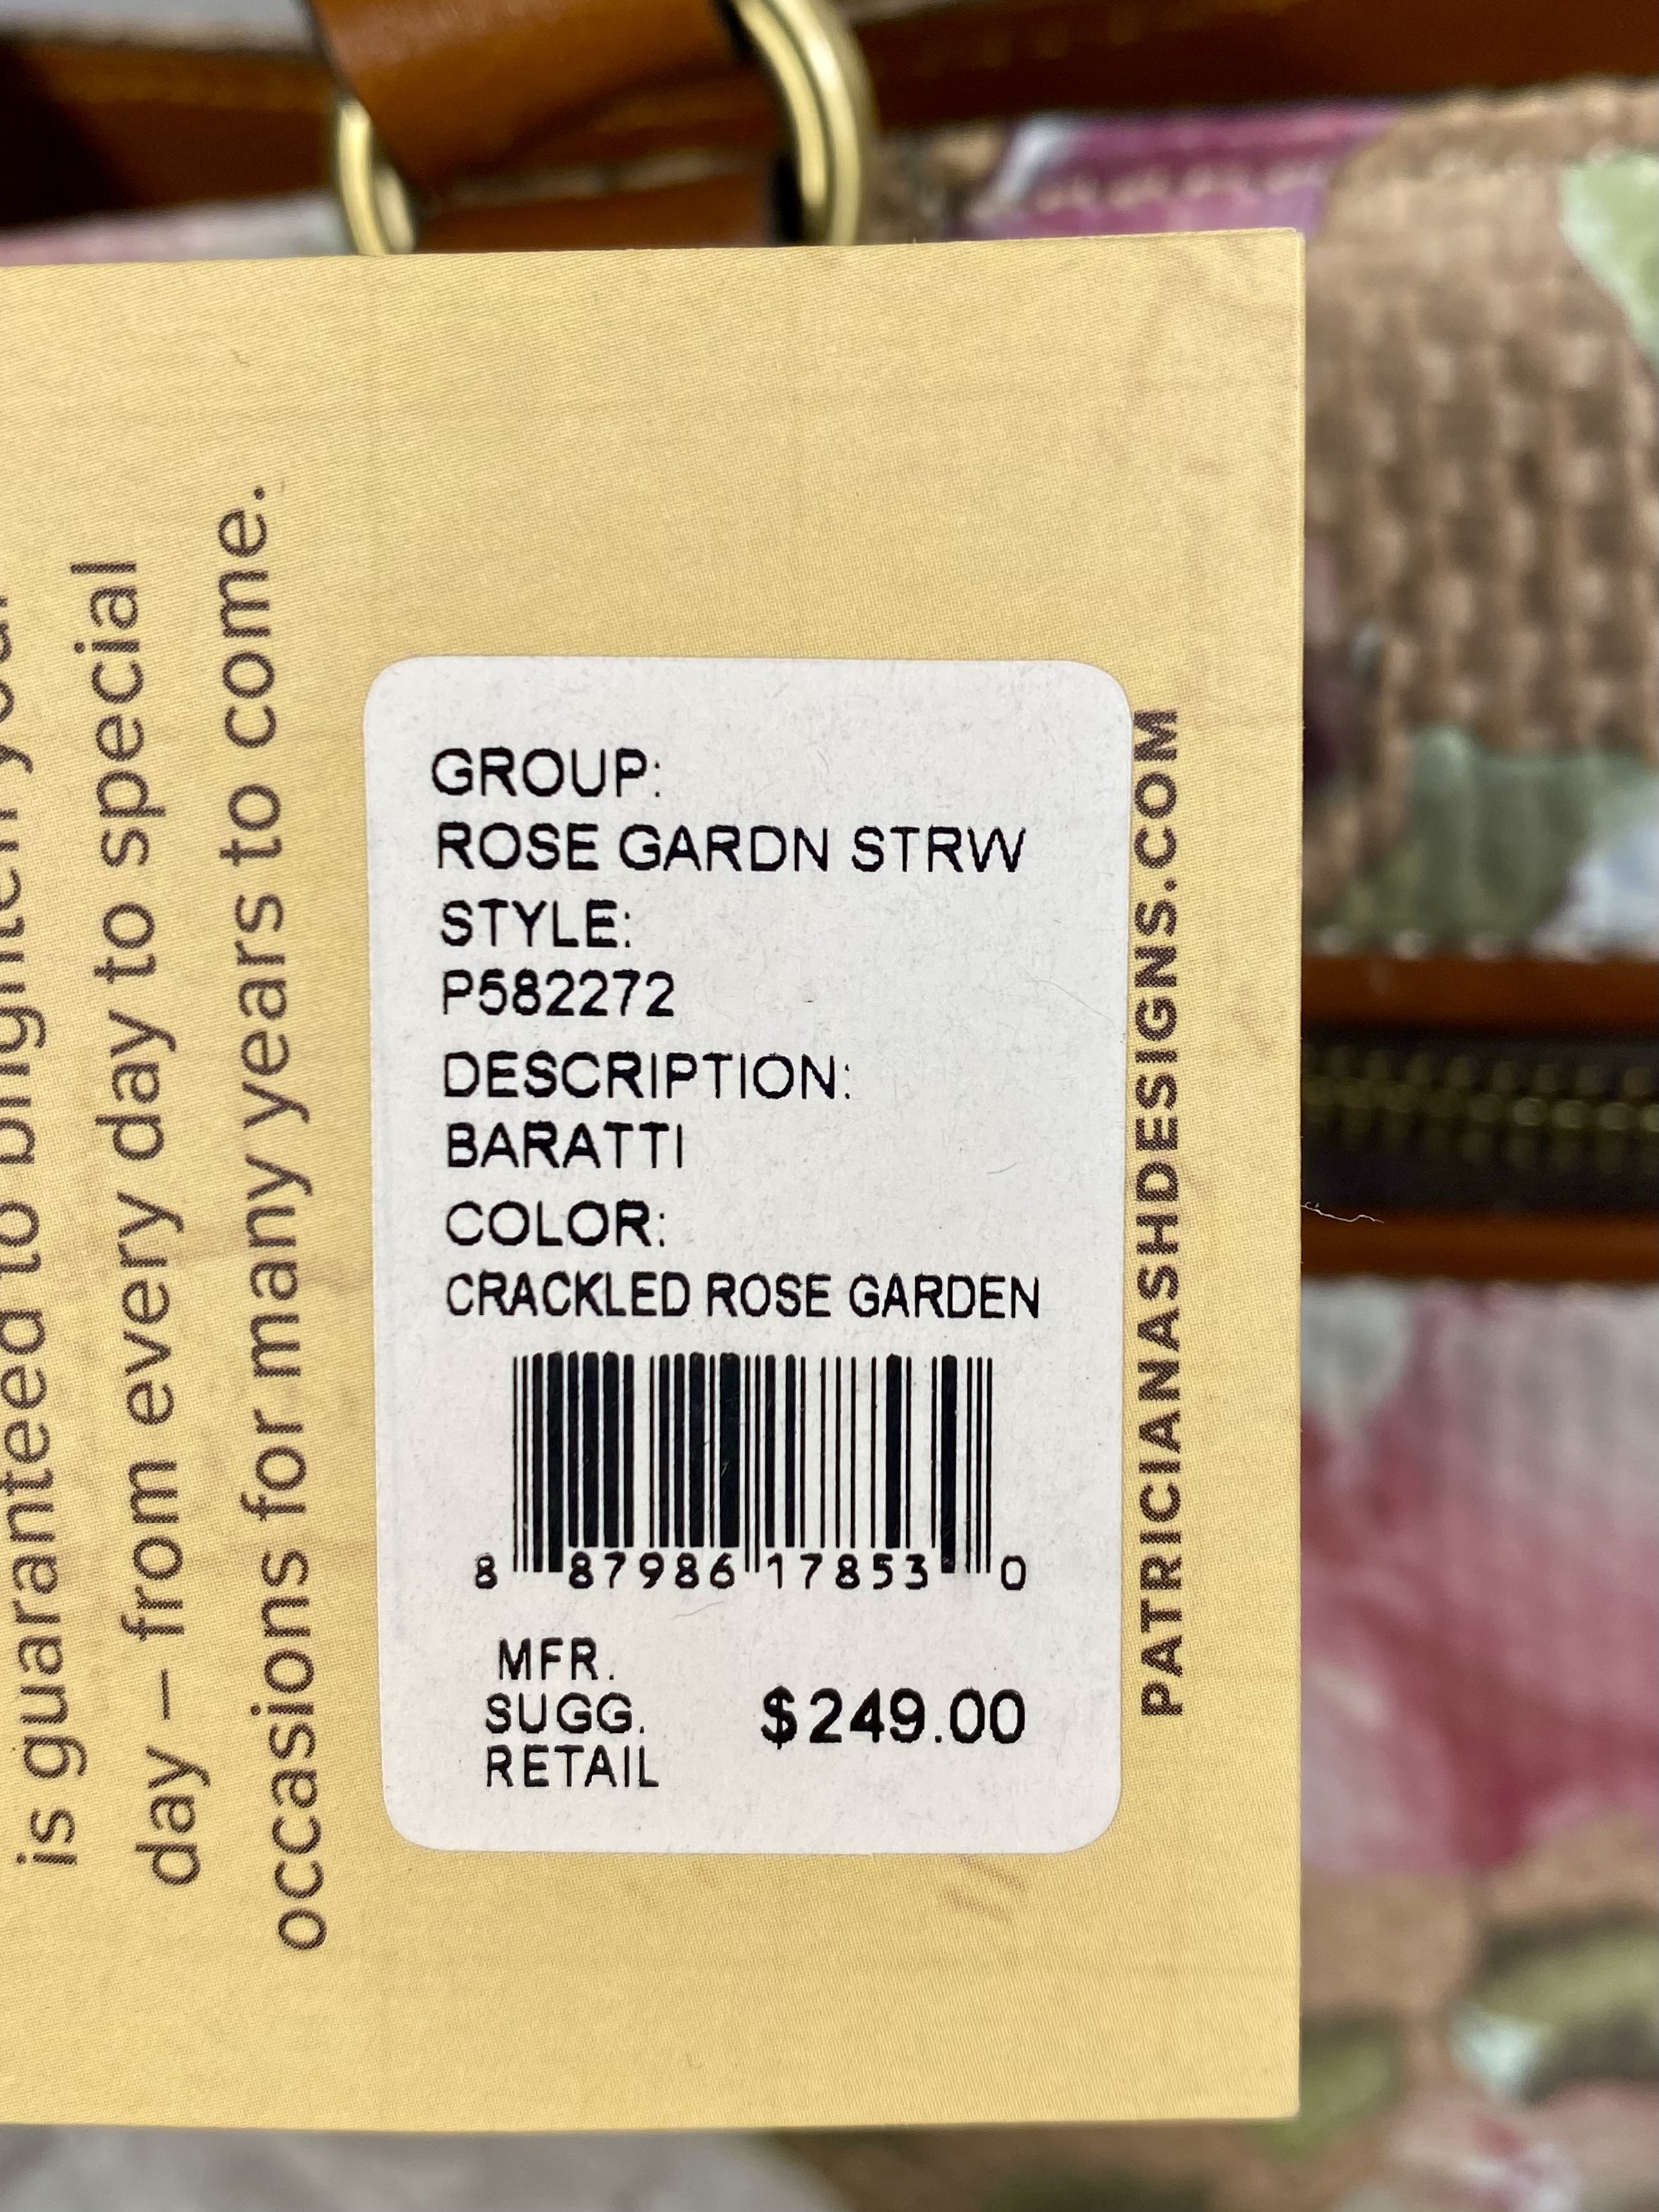 is guaranteed to brighten your
day – from every day to special
occasions for many years to come.
GROUP:
ROSE GARDN STRW
STYLE:
P582272
DESCRIPTION:
BARATTI
COLOR:
CRACKLED ROSE GARDEN
8 87986 17853 0
MFR.
SUGG.
RETAIL
$249.00
PATRICIANASHDESIGNS.COM